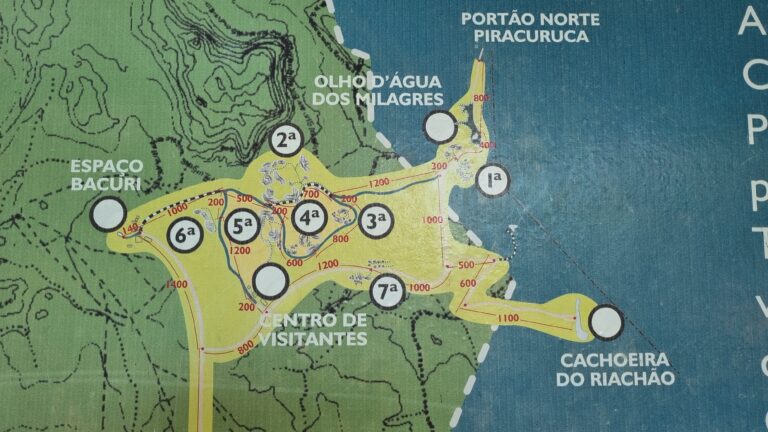 PORTÃO NORTE
PIRACURUCA
OLHO D'ÁGUA
DOS MILAGRES
800
400
200
1ª
2ª
1200
ESPAÇO
BACURI
140
1000
200
500
200
700
6ª
5ª
4ª
3ª
800
1200
600
1200
1000
7ª
1000
500
600
1100
1400
200
800
CENTRO DE
VISITANTES
CACHOEIRA
DO RIACHÃO
A
C
P
P
T
V